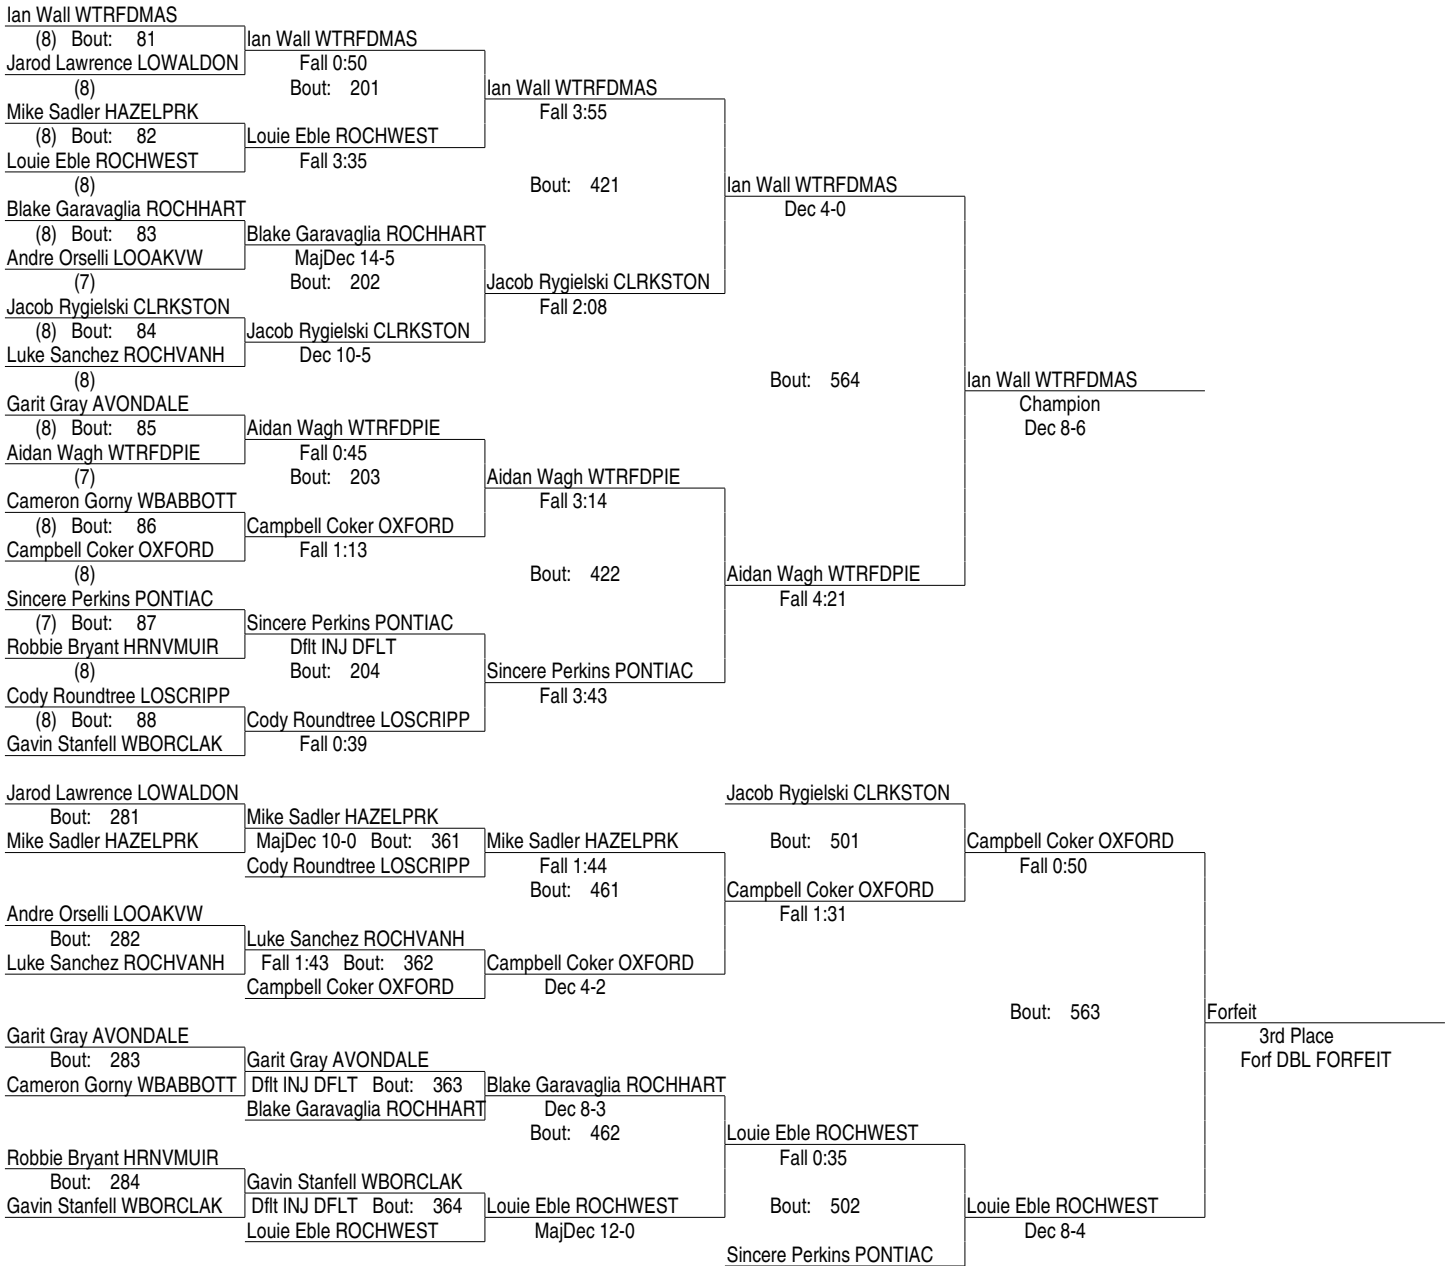 Ian Wall WTRFDMAS
(8) Bout: 81 Ian Wall WTRFDMAS
Jarod Lawrence LOWALDON Fall 0:50
(8) Bout: 201 Ian Wall WTRFDMAS
Mike Sadler HAZELPRK Fall 3:55
(8) Bout: 82 Louie Eble ROCHWEST
Louie Eble ROCHWEST Fall 3:35
(8) Bout: 421 Ian Wall WTRFDMAS
Blake Garavaglia ROCHHART Dec 4-0
(8) Bout: 83 Blake Garavaglia ROCHHART
Andre Orselli LOOAKVW MajDec 14-5
(7) Bout: 202 Jacob Rygielski CLRKSTON
Jacob Rygielski CLRKSTON Fall 2:08
(8) Bout: 84 Jacob Rygielski CLRKSTON
Luke Sanchez ROCHVANH Dec 10-5
(8) Bout: 564 Ian Wall WTRFDMAS
Garit Gray AVONDALE Champion
(8) Bout: 85 Aidan Wagh WTRFDPIE Dec 8-6
Aidan Wagh WTRFDPIE Fall 0:45
(7) Bout: 203 Aidan Wagh WTRFDPIE
Cameron Gorny WBABBOTT Fall 3:14
(8) Bout: 86 Campbell Coker OXFORD
Campbell Coker OXFORD Fall 1:13
(8) Bout: 422 Aidan Wagh WTRFDPIE
Sincere Perkins PONTIAC Fall 4:21
(7) Bout: 87 Sincere Perkins PONTIAC
Robbie Bryant HRNVMUIR Dflt INJ DFLT
(8) Bout: 204 Sincere Perkins PONTIAC
Cody Roundtree LOSCRIPP Fall 3:43
(8) Bout: 88 Cody Roundtree LOSCRIPP
Gavin Stanfell WBORCLAK Fall 0:39
Jarod Lawrence LOWALDON Jacob Rygielski CLRKSTON
Bout: 281 Mike Sadler HAZELPRK
Mike Sadler HAZELPRK MajDec 10-0 Bout: 361 Mike Sadler HAZELPRK Bout: 501 Campbell Coker OXFORD
Cody Roundtree LOSCRIPP Fall 1:44 Fall 0:50
Bout: 461 Campbell Coker OXFORD
Andre Orselli LOOAKVW Fall 1:31
Bout: 282 Luke Sanchez ROCHVANH
Luke Sanchez ROCHVANH Fall 1:43 Bout: 362 Campbell Coker OXFORD
Campbell Coker OXFORD Dec 4-2
Bout: 563 Forfeit
Garit Gray AVONDALE 3rd Place
Bout: 283 Garit Gray AVONDALE Forf DBL FORFEIT
Cameron Gorny WBABBOTT Dflt INJ DFLT Bout: 363 Blake Garavaglia ROCHHART
Blake Garavaglia ROCHHART Dec 8-3
Bout: 462 Louie Eble ROCHWEST
Robbie Bryant HRNVMUIR Fall 0:35
Bout: 284 Gavin Stanfell WBORCLAK
Gavin Stanfell WBORCLAK Dflt INJ DFLT Bout: 364 Louie Eble ROCHWEST Bout: 502 Louie Eble ROCHWEST
Louie Eble ROCHWEST MajDec 12-0 Dec 8-4
Sincere Perkins PONTIAC